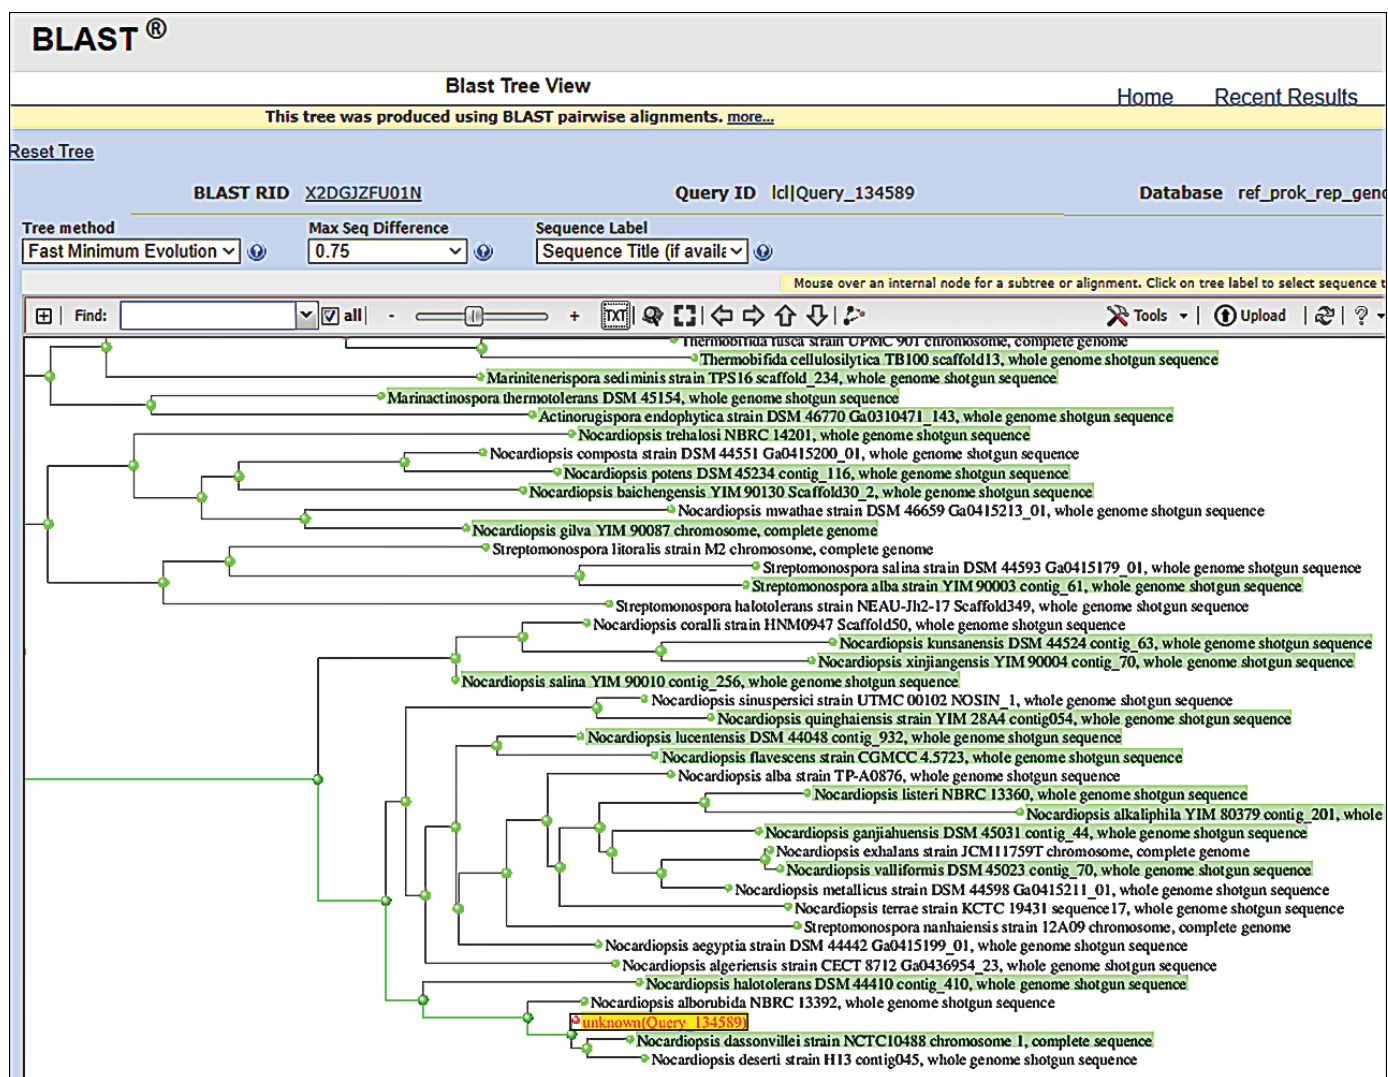 BLAST ®
Blast Tree View
Home Recent Results
This tree was produced using BLAST pairwise alignments. more...
Reset Tree
BLAST RID X2DGJZFU01N Query ID lcl|Query_134589 Database ref_prok_rep_geno
Tree method Max Seq Difference Sequence Label
Fast Minimum Evolution 0.75 Sequence Title (if availa
Mouse over an internal node for a subtree or alignment. Click on tree label to select sequence t
Find: all - + TXT Tools Upload ?
Thermobifida fusca strain UPMC 901 chromosome, complete genome
Thermobifida cellulosilytica TB100 scaffold13, whole genome shotgun sequence
Marinitenerispora sediminis strain TPS16 scaffold_234, whole genome shotgun sequence
Marinactinospora thermotolerans DSM 45154, whole genome shotgun sequence
Actinorugispora endophytica strain DSM 46770 Ga0310471_143, whole genome shotgun sequence
Nocardiopsis trehalosi NBRC 14201, whole genome shotgun sequence
Nocardiopsis composta strain DSM 44551 Ga0415200_01, whole genome shotgun sequence
Nocardiopsis potens DSM 45234 contig_116, whole genome shotgun sequence
Nocardiopsis baichengensis YIM 90130 Scaffold30_2, whole genome shotgun sequence
Nocardiopsis mwathae strain DSM 46659 Ga0415213_01, whole genome shotgun sequence
Nocardiopsis gilva YIM 90087 chromosome, complete genome
Streptomonospora litoralis strain M2 chromosome, complete genome
Streptomonospora salina strain DSM 44593 Ga0415179_01, whole genome shotgun sequence
Streptomonospora alba strain YIM 90003 contig_61, whole genome shotgun sequence
Streptomonospora halotolerans strain NEAU-Jh2-17 Scaffold349, whole genome shotgun sequence
Nocardiopsis coralli strain HNM0947 Scaffold50, whole genome shotgun sequence
Nocardiopsis kunsanensis DSM 44524 contig_63, whole genome shotgun sequence
Nocardiopsis xinjiangensis YIM 90004 contig_70, whole genome shotgun sequence
Nocardiopsis salina YIM 90010 contig_256, whole genome shotgun sequence
Nocardiopsis sinuspersici strain UTMC 00102 NOSIN_1, whole genome shotgun sequence
Nocardiopsis quinghaiensis strain YIM 28A4 contig054, whole genome shotgun sequence
Nocardiopsis lucentensis DSM 44048 contig_932, whole genome shotgun sequence
Nocardiopsis flavescens strain CGMCC 4.5723, whole genome shotgun sequence
Nocardiopsis alba strain TP-A0876, whole genome shotgun sequence
Nocardiopsis listeri NBRC 13360, whole genome shotgun sequence
Nocardiopsis alkaliphila YIM 80379 contig_201, whole
Nocardiopsis ganjiahuensis DSM 45031 contig_44, whole genome shotgun sequence
Nocardiopsis exhalans strain JCM11759T chromosome, complete genome
Nocardiopsis valliformis DSM 45023 contig_70, whole genome shotgun sequence
Nocardiopsis metallicus strain DSM 44598 Ga0415211_01, whole genome shotgun sequence
Nocardiopsis terrae strain KCTC 19431 sequence17, whole genome shotgun sequence
Streptomonospora nanhaiensis strain 12A09 chromosome, complete genome
Nocardiopsis aegyptia strain DSM 44442 Ga0415199_01, whole genome shotgun sequence
Nocardiopsis algeriensis strain CECT 8712 Ga0436954_23, whole genome shotgun sequence
Nocardiopsis halotolerans DSM 44410 contig_410, whole genome shotgun sequence
Nocardiopsis alborubida NBRC 13392, whole genome shotgun sequence
unknown(Query_134589)
Nocardiopsis dassonvillei strain NCTC10488 chromosome 1, complete sequence
Nocardiopsis deserti strain H13 contig045, whole genome shotgun sequence